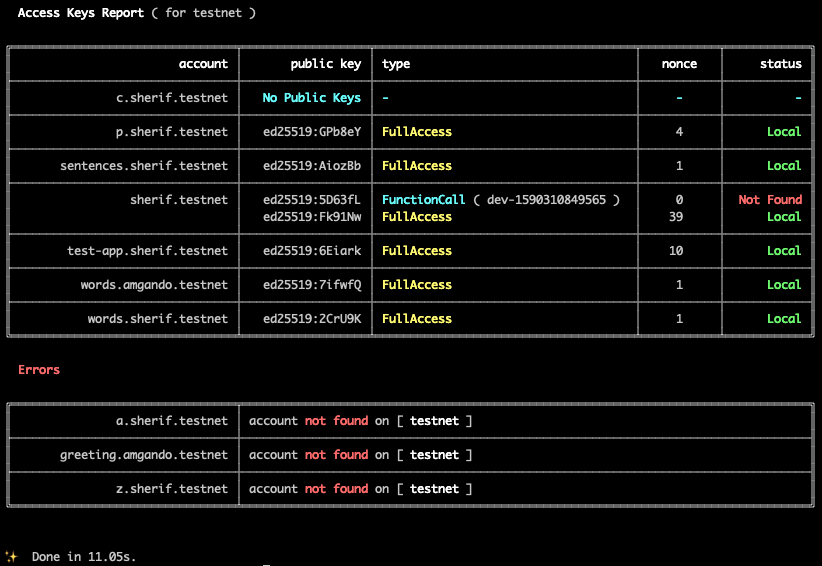 Access Keys Report ( for testnet )
account public key type nonce status
c.sherif.testnet No Public Keys - - -
p.sherif.testnet ed25519:GPb8eY FullAccess 4 Local
sentences.sherif.testnet ed25519:AiozBb FullAccess 1 Local
sherif.testnet ed25519:5D63fL FunctionCall ( dev-1590310849565 ) 0 Not Found
ed25519:Fk91Nw FullAccess 39 Local
test-app.sherif.testnet ed25519:6Eiark FullAccess 10 Local
words.amgando.testnet ed25519:7ifwfQ FullAccess 1 Local
words.sherif.testnet ed25519:2CrU9K FullAccess 1 Local
Errors
a.sherif.testnet account not found on [ testnet ]
greeting.amgando.testnet account not found on [ testnet ]
z.sherif.testnet account not found on [ testnet ]
✨ Done in 11.05s.